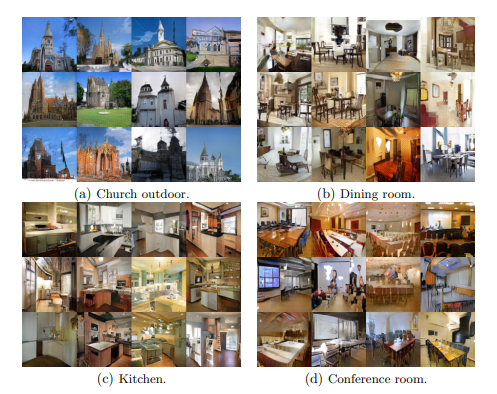 (a) Church outdoor.
(b) Dining room.
(c) Kitchen.
(d) Conference room.